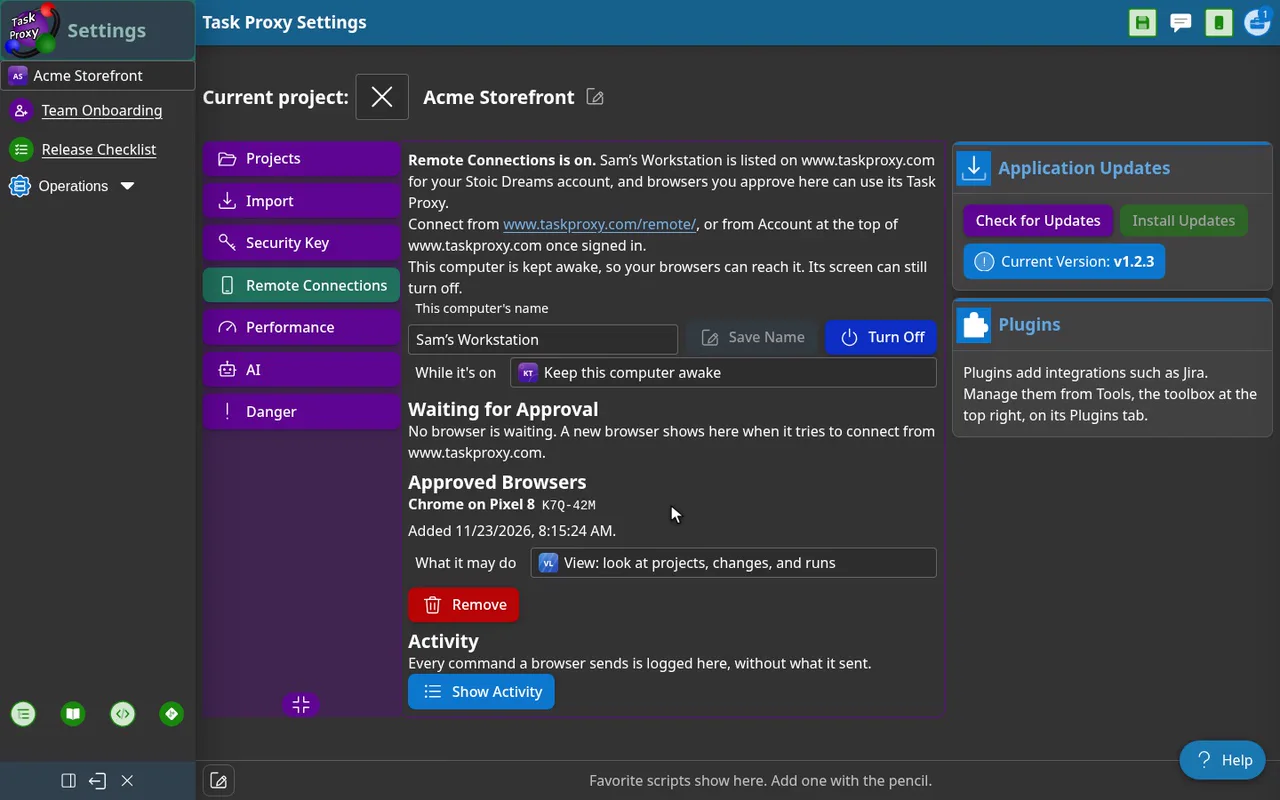 Task Proxy
Settings
Task Proxy Settings
1
AS Acme Storefront
Team Onboarding
Release Checklist
Operations
Current project:
Acme Storefront
Projects
Import
Security Key
Remote Connections
Performance
AI
Danger
Remote Connections is on. Sam’s Workstation is listed on www.taskproxy.com
for your Stoic Dreams account, and browsers you approve here can use its Task
Proxy.
Connect from www.taskproxy.com/remote/, or from Account at the top of
www.taskproxy.com once signed in.
This computer is kept awake, so your browsers can reach it. Its screen can still
turn off.
This computer's name
Sam’s Workstation
Save Name
Turn Off
While it's on
KT Keep this computer awake
Waiting for Approval
No browser is waiting. A new browser shows here when it tries to connect from
www.taskproxy.com.
Approved Browsers
Chrome on Pixel 8 K7Q-42M
Added 11/23/2026, 8:15:24 AM.
What it may do
VL View: look at projects, changes, and runs
Remove
Activity
Every command a browser sends is logged here, without what it sent.
Show Activity
Application Updates
Check for Updates
Install Updates
Current Version: v1.2.3
Plugins
Plugins add integrations such as Jira.
Manage them from Tools, the toolbox at the
top right, on its Plugins tab.
Favorite scripts show here. Add one with the pencil.
? Help